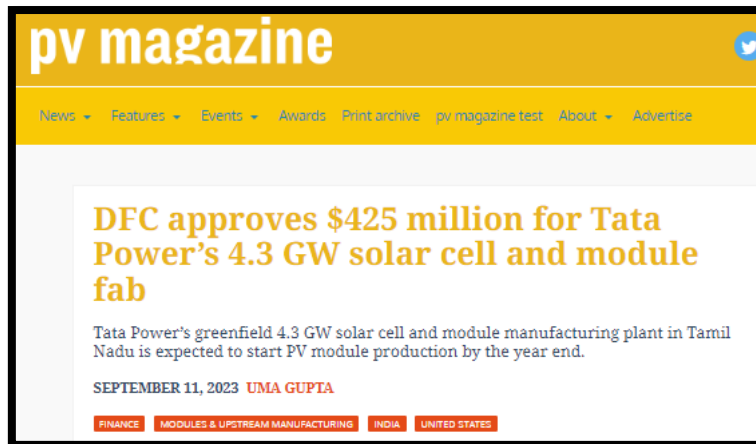 pv magazine
News Features Events Awards Print archive pv magazine test About Advertise
DFC approves $425 million for Tata
Power’s 4.3 GW solar cell and module
fab
Tata Power’s greenfield 4.3 GW solar cell and module manufacturing plant in Tamil
Nadu is expected to start PV module production by the year end.
SEPTEMBER 11, 2023 UMA GUPTA
FINANCE MODULES & UPSTREAM MANUFACTURING INDIA UNITED STATES